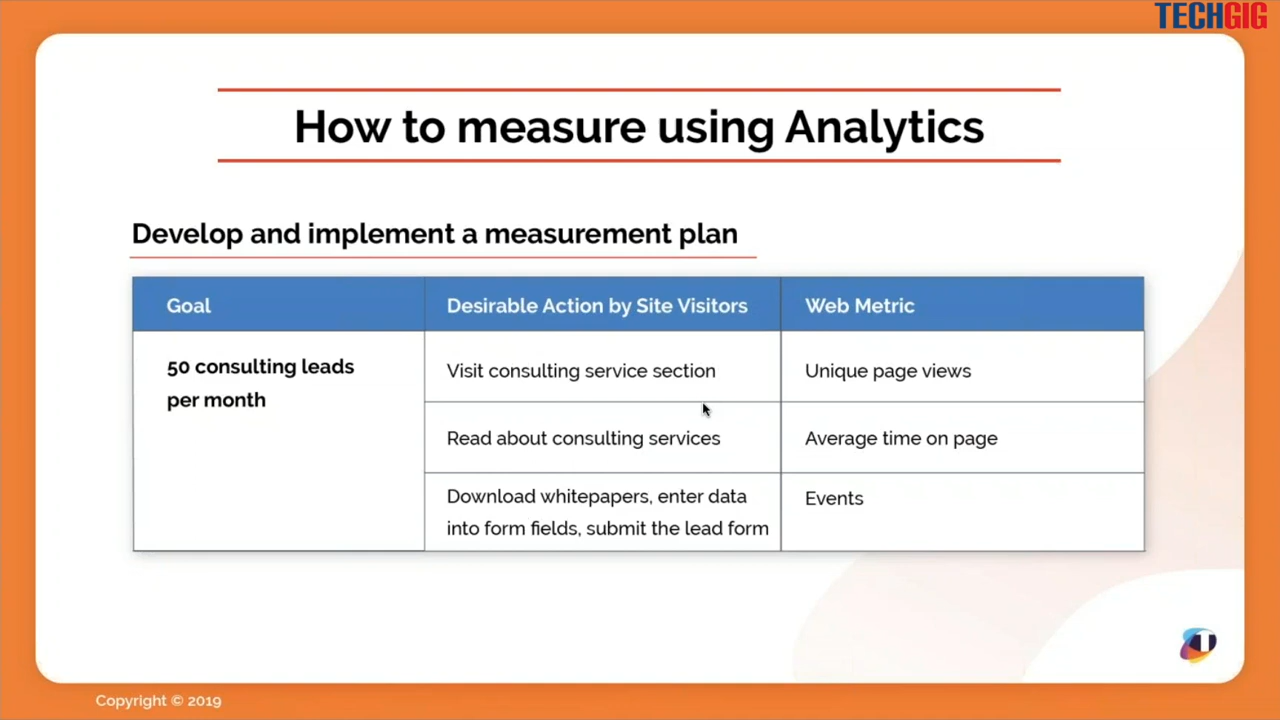 TECHGIG
How to measure using Analytics
Develop and implement a measurement plan
Goal
Desirable Action by Site Visitors
Web Metric
50 consulting leads
per month
Visit consulting service section
Unique page views
Read about consulting services
Average time on page
Download whitepapers, enter data
into form fields, submit the lead form
Events
Copyright © 2019